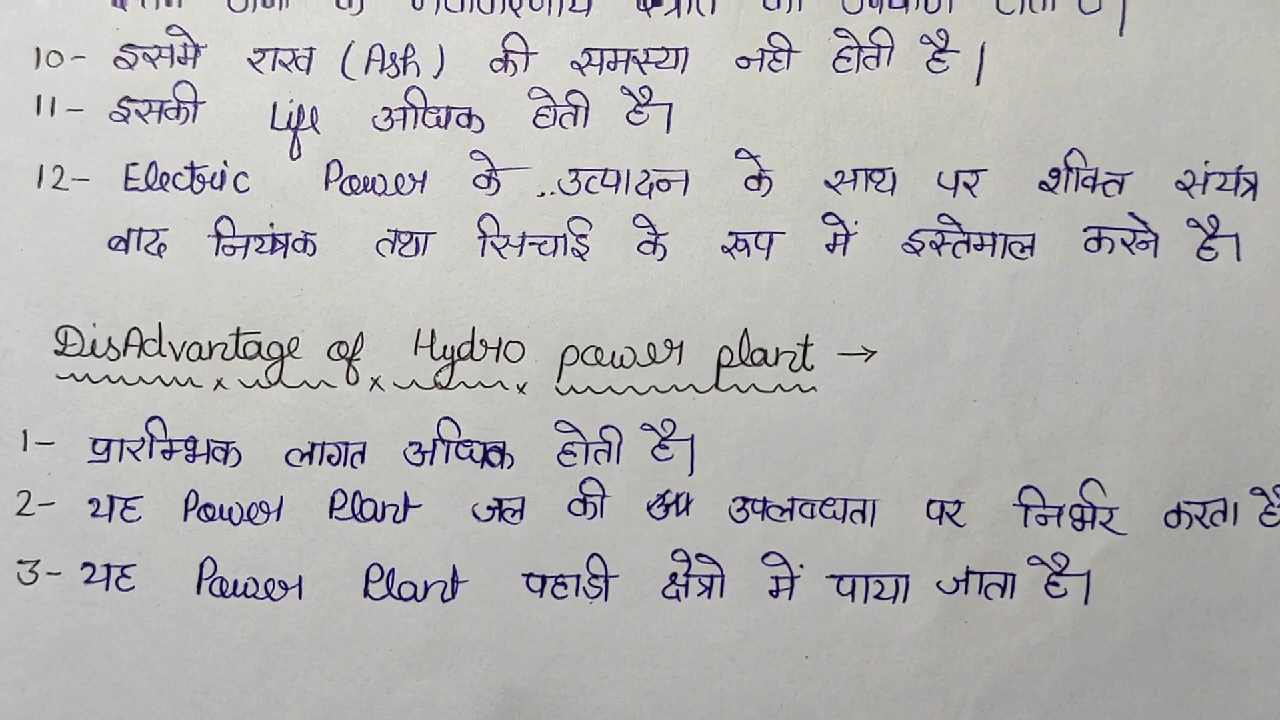 10- इसमे राख (Ash) की समस्या नही होती है।
11- इसकी Life अधिक होती है।
12- Electric Power के उत्पादन के साथ पर शक्ति संयंत्र
बाद नियंत्रक तथा सिचाई के रूप में इस्तेमाल करने है।
DisAdvantage of Hydro power plant →
1- प्रारम्भिक लागत अधिक होती है।
2- यह Power Plant जल की उपलब्धता पर निर्भर करता है
3- यह Power Plant पहाडी क्षेत्रो में पाया जाता है।